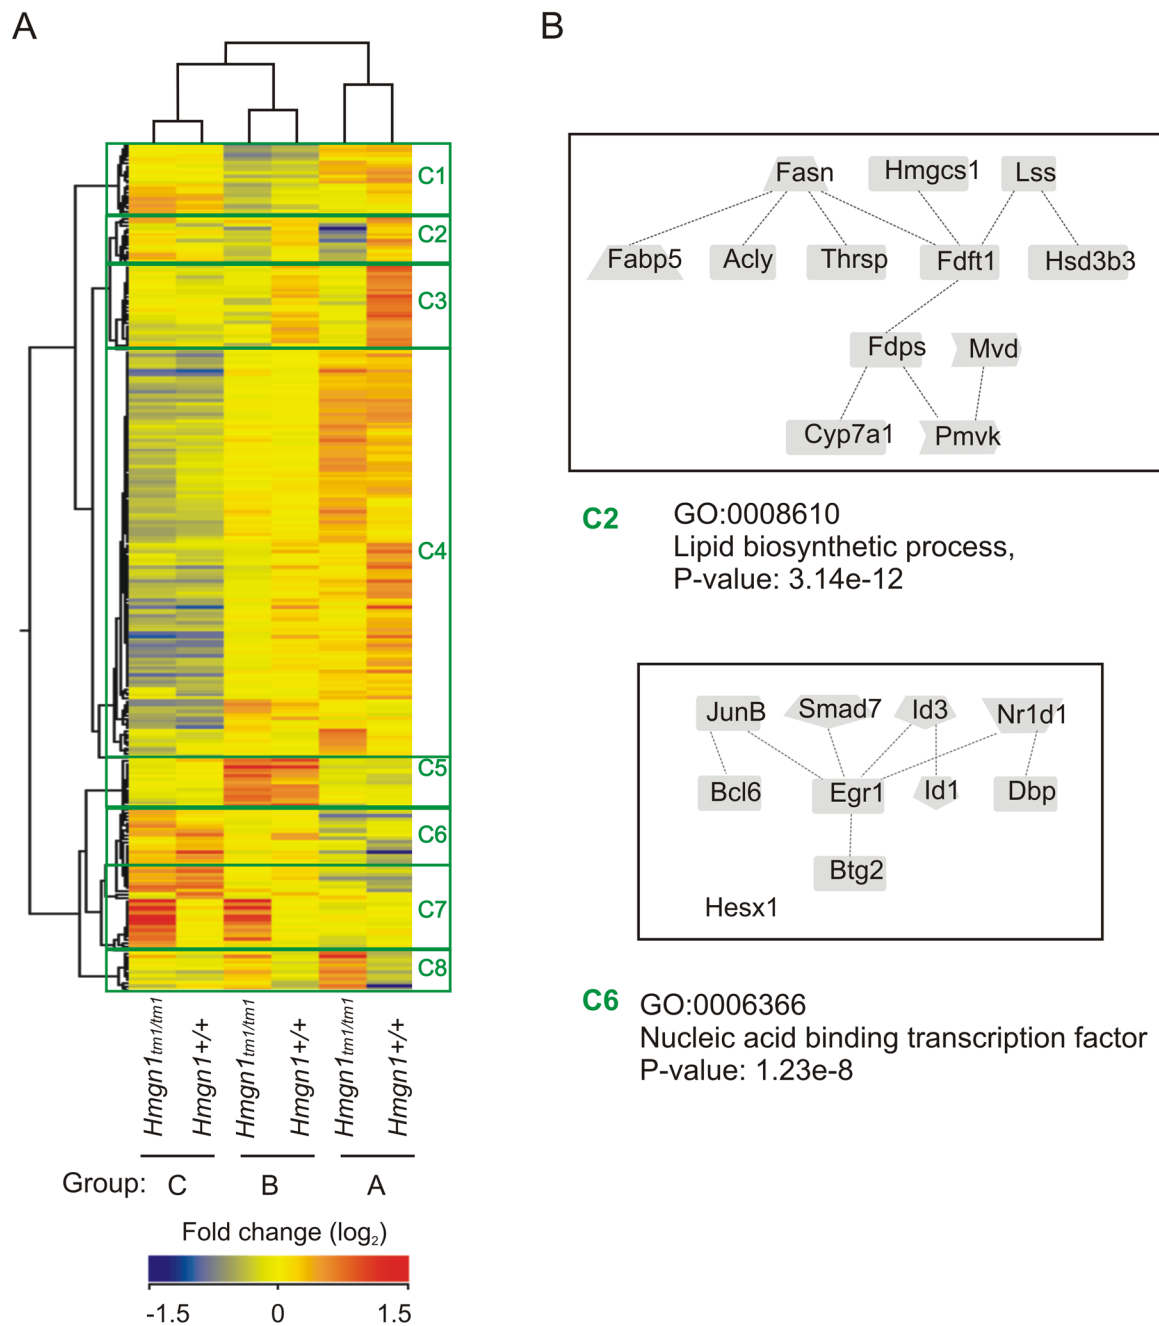 A
B
C1
C2
C3
C4
C5
C6
C7
C8
Hmgn1tm1/tm1
Hmgn1+/+
Hmgn1tm1/tm1
Hmgn1+/+
Hmgn1tm1/tm1
Hmgn1+/+
Group: C B A
Fold change (log2)
-1.5 0 1.5
Fasn Hmgcs1 Lss
Fabp5 Acly Thrsp Fdft1 Hsd3b3
Fdps Mvd
Cyp7a1 Pmvk
C2 GO:0008610
Lipid biosynthetic process,
P-value: 3.14e-12
JunB Smad7 Id3 Nr1d1
Bcl6 Egr1 Id1 Dbp
Btg2
Hesx1
C6 GO:0006366
Nucleic acid binding transcription factor
P-value: 1.23e-8